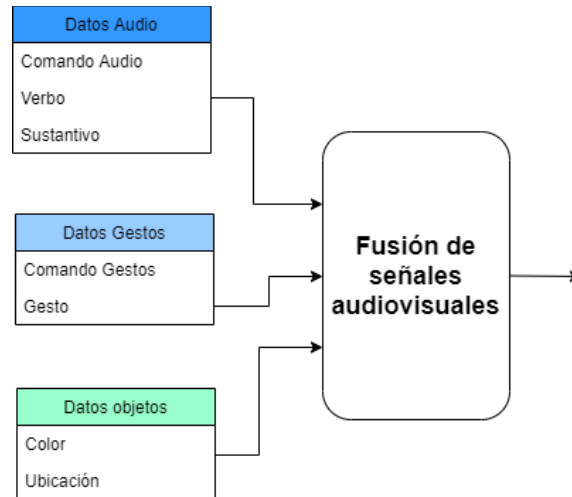 Datos Audio
Comando Audio
Verbo
Sustantivo
Datos Gestos
Comando Gestos
Gesto
Datos objetos
Color
Ubicación
Fusión de
señales
audiovisuales